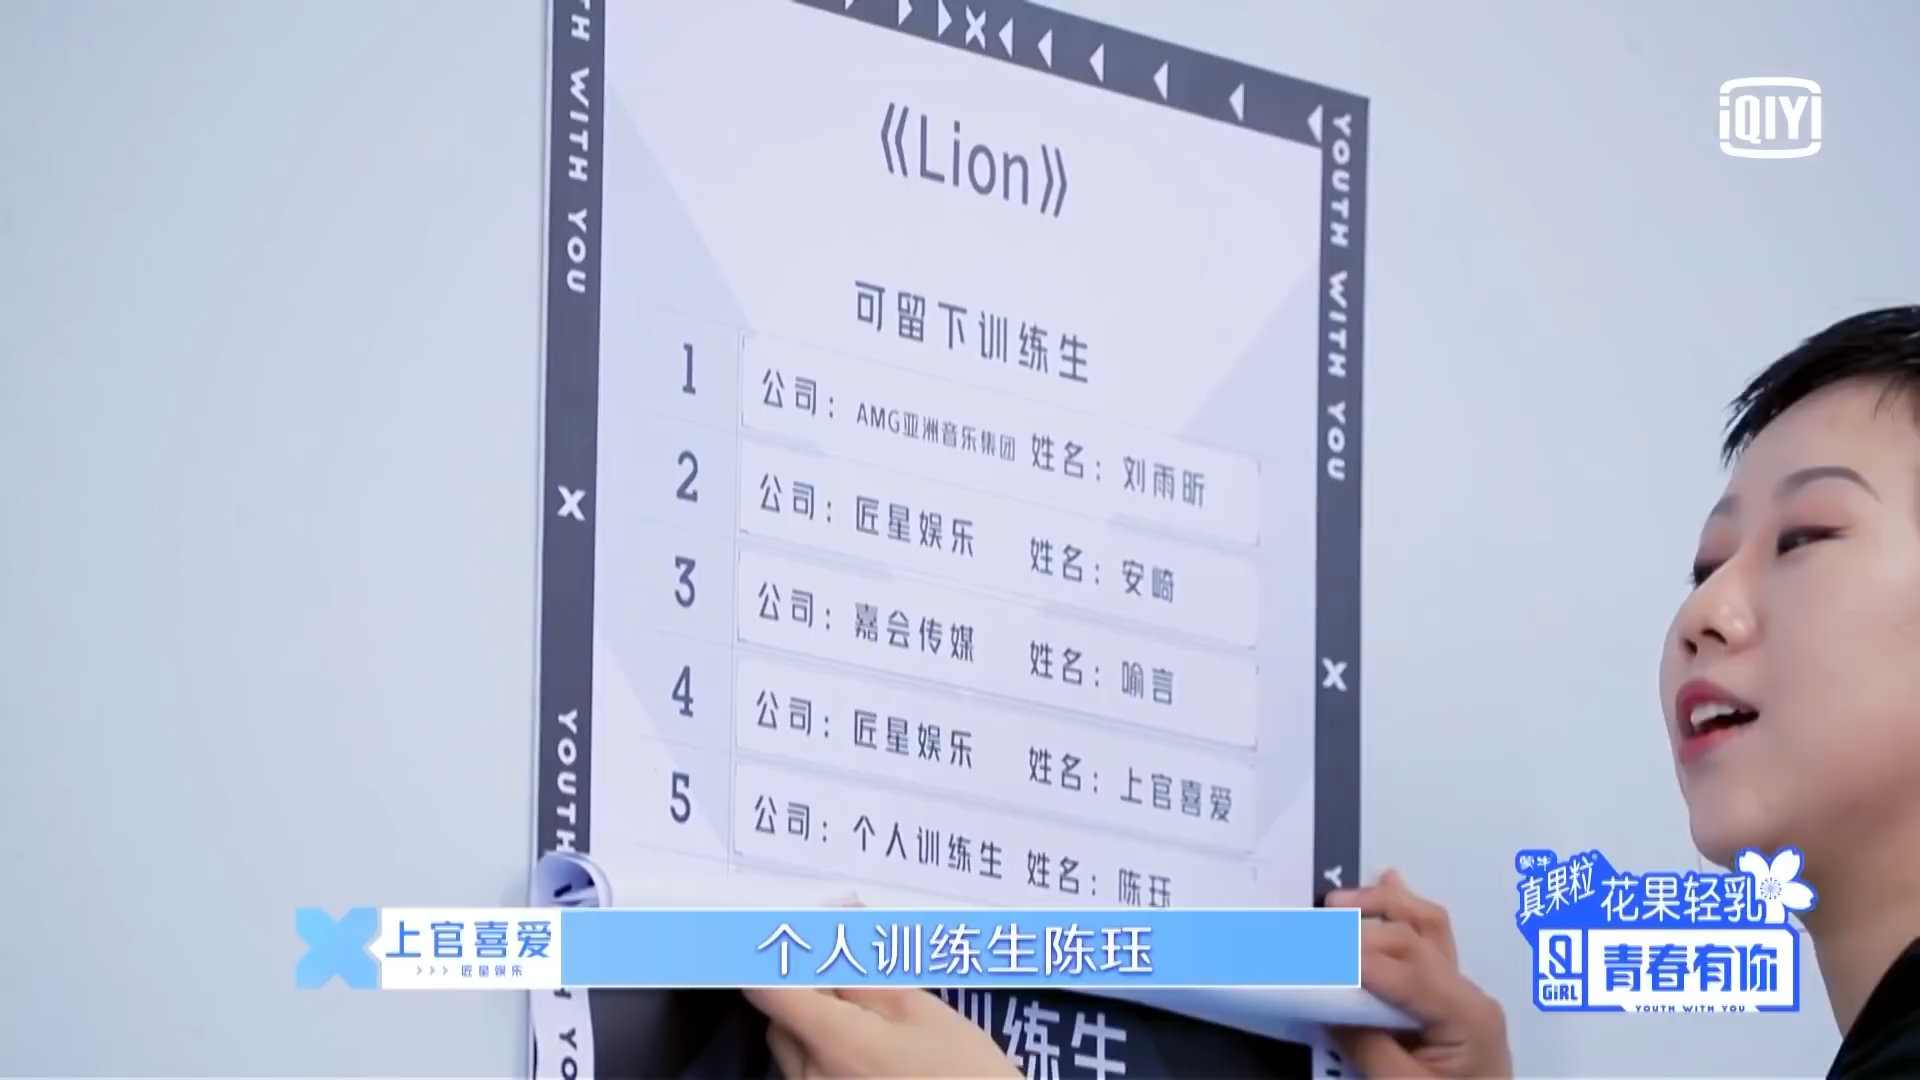 《Lion》
可留下训练生
1 公司：AMG亚洲音乐集团 姓名：刘雨昕
2 公司：匠星娱乐 姓名：安崎
3 公司：嘉会传媒 姓名：喻言
4 公司：匠星娱乐 姓名：上官喜爱
5 公司：个人训练生 姓名：陈珏
TH WITH YOU
X
YOUTH
YOUTH WITH YOU
X
Y
iQIYI
上官喜爱
>>> 匠星娱乐
个人训练生陈珏
训练生
H YO
蒙牛
真果粒
花果轻乳
GiRL
青春有你
YOUTH WITH YOU